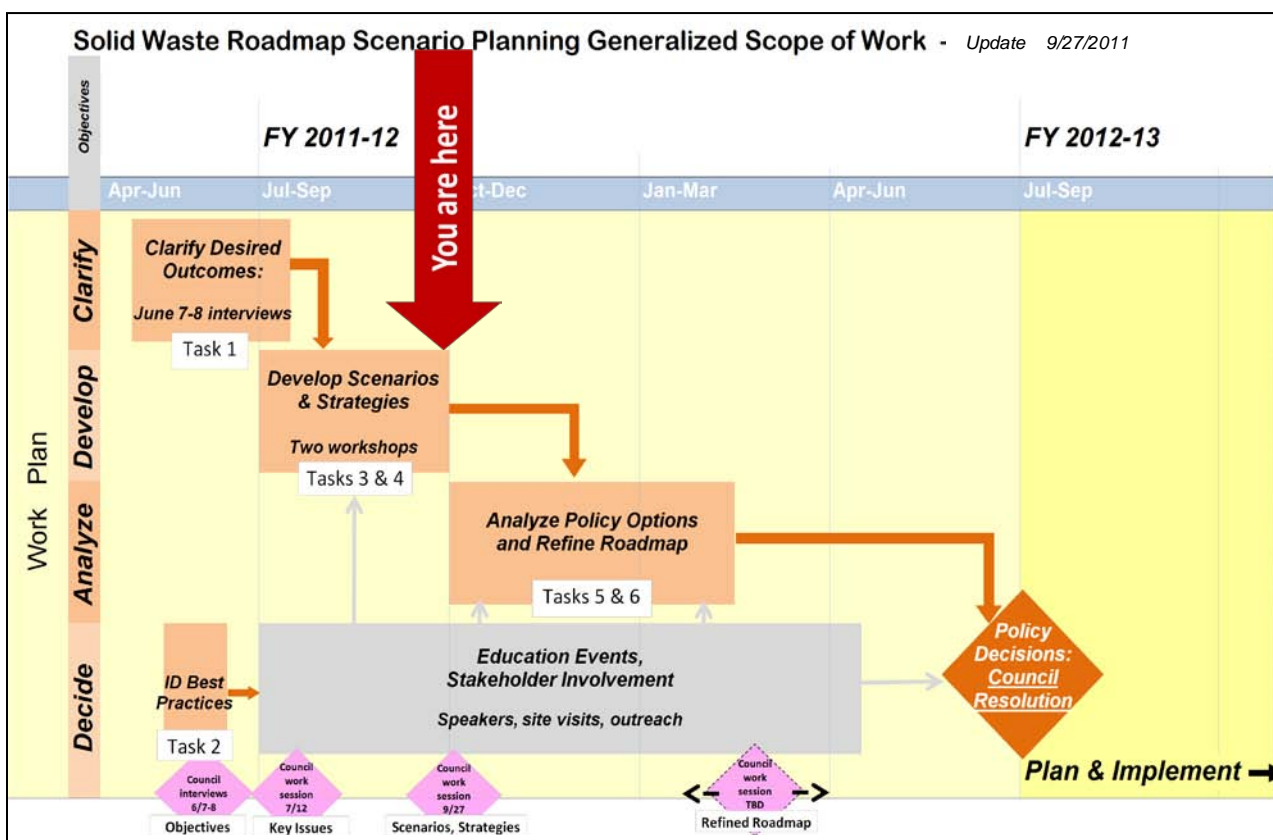 Solid Waste Roadmap Scenario Planning Generalized Scope of Work - Update 9/27/2011
Objectives
FY 2011-12
FY 2012-13
You are here
Apr-Jun
Jul-Sep
ct-Dec
Jan-Mar
Apr-Jun
Jul-Sep
Work Plan
Clarify
Clarify Desired
Outcomes:
June 7-8 interviews
Task 1
Develop
Develop Scenarios
& Strategies
Two workshops
Tasks 3 & 4
Analyze
Analyze Policy Options
and Refine Roadmap
Tasks 5 & 6
Decide
ID Best
Practices
Task 2
Education Events,
Stakeholder Involvement
Speakers, site visits, outreach
Policy
Decisions:
Council
Resolution
Plan & Implement
Council
interviews
6/7-8
Objectives
Council
work
session
7/12
Key Issues
Council
work
session
9/27
Scenarios, Strategies
Council
work
session
TBD
Refined Roadmap